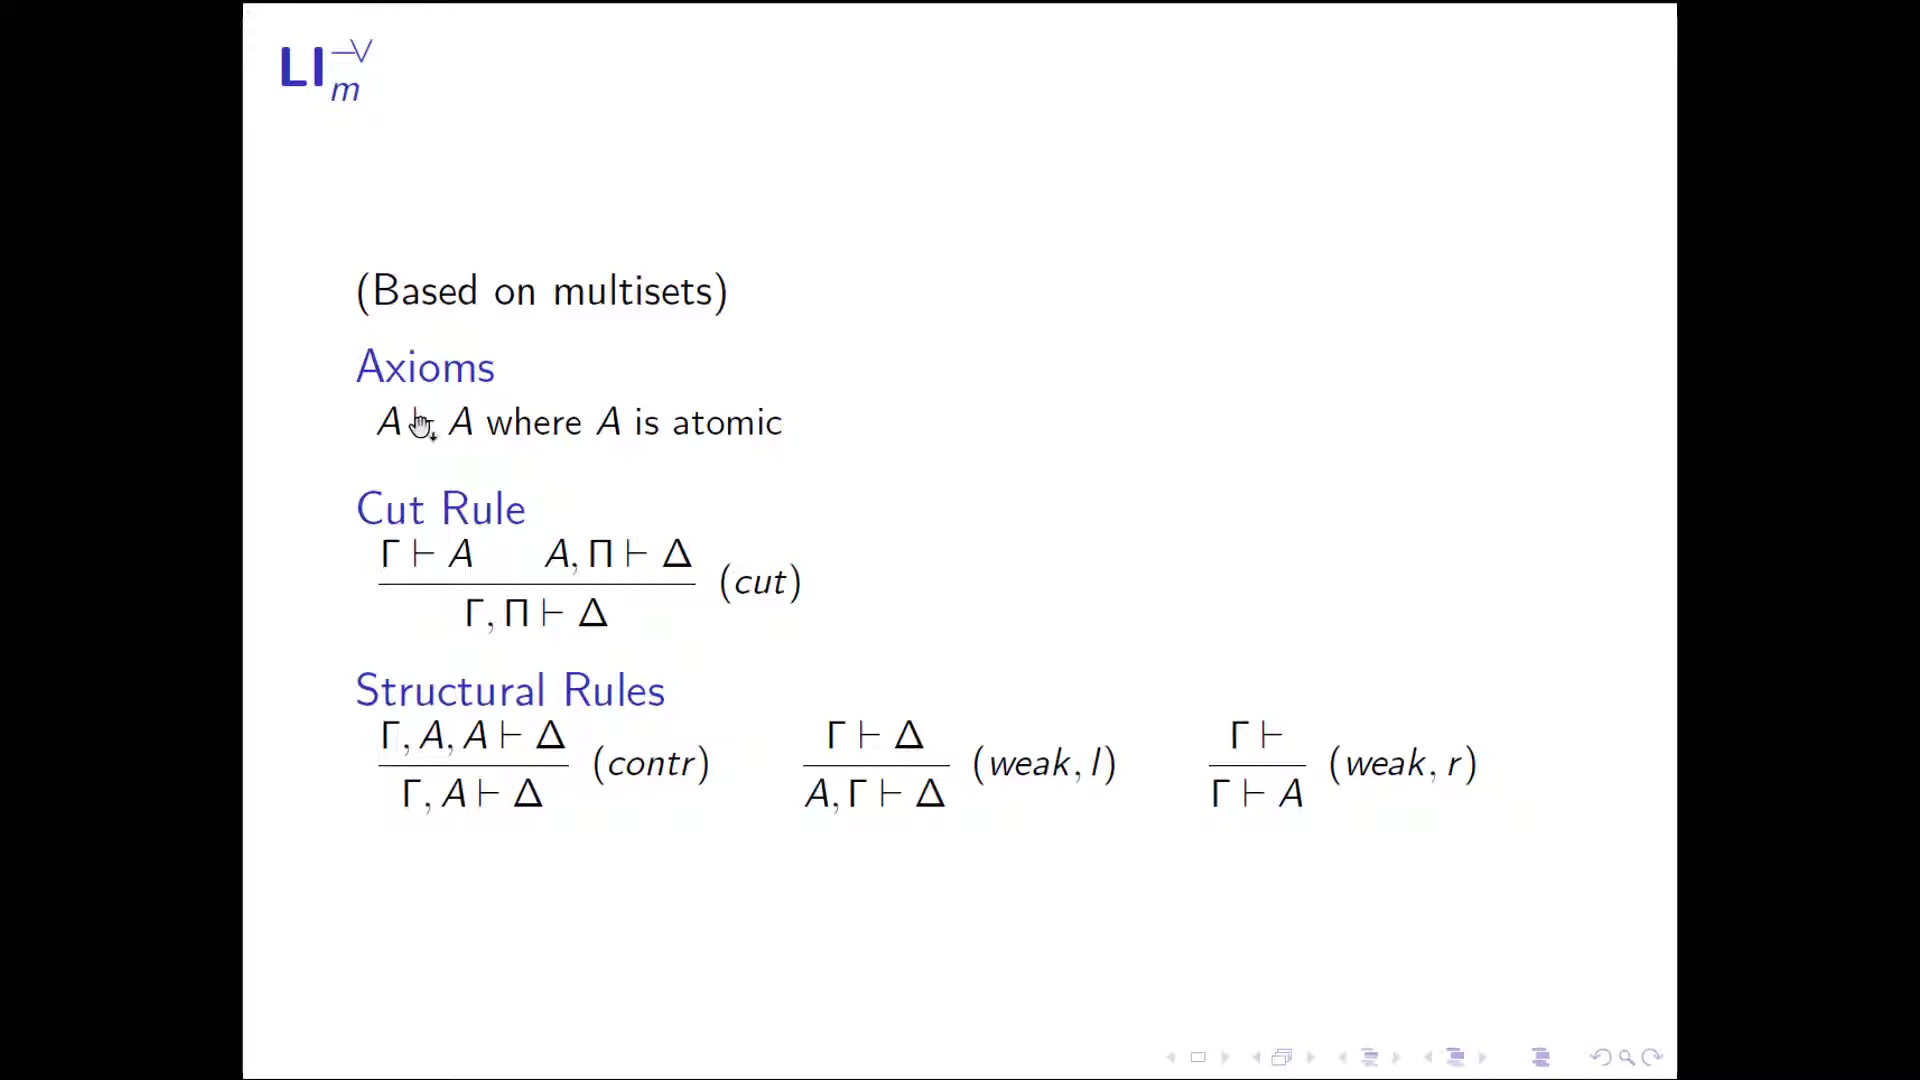 LI_m^{−∨}
(Based on multisets)
Axioms
A ⊢ A where A is atomic
Cut Rule
Γ ⊢ A    A, Π ⊢ Δ
(cut)
Γ, Π ⊢ Δ
Structural Rules
Γ, A, A ⊢ Δ    Γ ⊢ Δ    Γ ⊢
(contr)    (weak, l)    (weak, r)
Γ, A ⊢ Δ    A, Γ ⊢ Δ    Γ ⊢ A